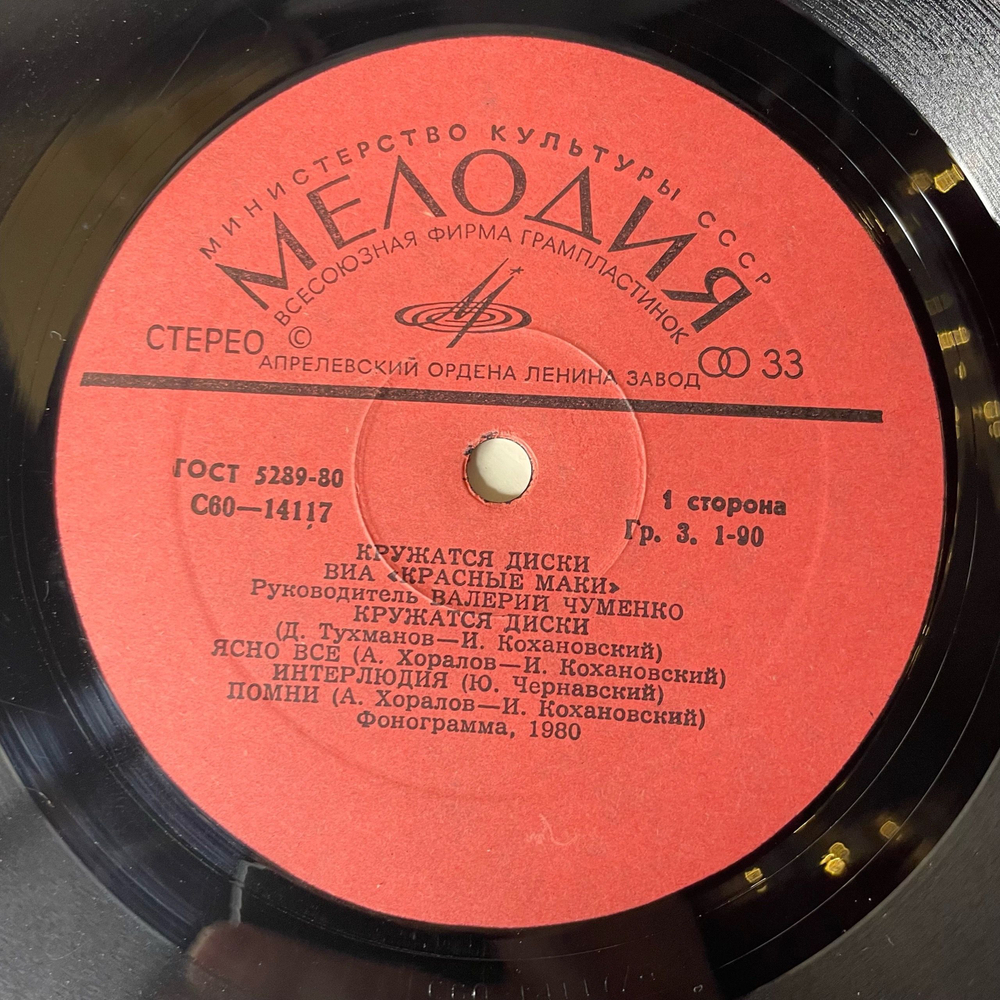 МИНИСТЕРСТВО КУЛЬТУРЫ СССР
МЕЛОДИЯ
ВСЕСОЮЗНАЯ ФИРМА ГРАМПЛАСТИНОК
СТЕРЕО ©
33
АПРЕЛЕВСКИЙ ОРДЕНА ЛЕНИНА ЗАВОД
ГОСТ 5289-80
С60—14117
1 сторона
Гр. 3. 1-90
КРУЖАТСЯ ДИСКИ
ВИА «КРАСНЫЕ МАКИ»
Руководитель ВАЛЕРИЙ ЧУМЕНКО
КРУЖАТСЯ ДИСКИ
(Д. Тухманов—И. Кохановский)
ЯСНО ВСЕ (А. Хоралов—И. Кохановский)
ИНТЕРЛЮДИЯ (Ю. Чернавский)
ПОМНИ (А. Хоралов—И. Кохановский)
Фонограмма, 1980